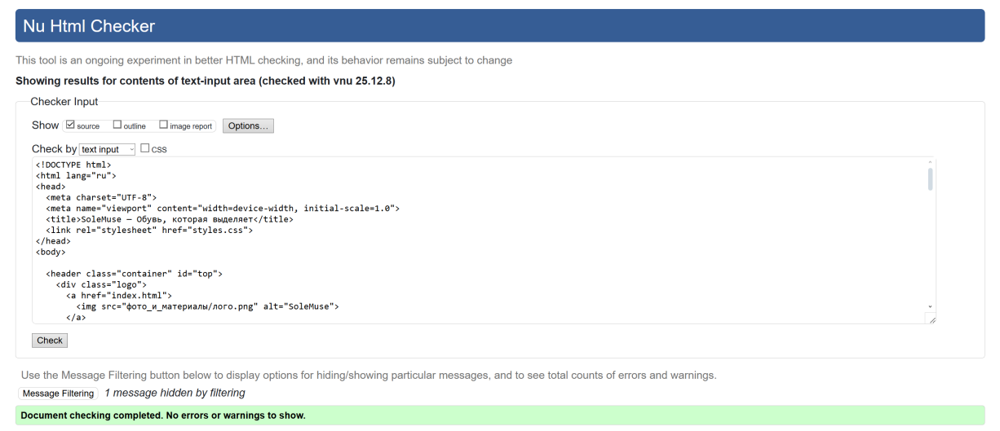 Nu Html Checker
This tool is an ongoing experiment in better HTML checking, and its behavior remains subject to change
Showing results for contents of text-input area (checked with vnu 25.12.8)
Checker Input
Show source outline image report Options...
Check by text input css
<!DOCTYPE html>
<html lang="ru">
<head>
<meta charset="UTF-8">
<meta name="viewport" content="width=device-width, initial-scale=1.0">
<title>SoleMuse — Обувь, которая выделяет</title>
<link rel="stylesheet" href="styles.css">
</head>
<body>
<header class="container" id="top">
<div class="logo">
<a href="index.html">
<img src="фото_и_материалы/лого.png" alt="SoleMuse">
</a>
Check
Use the Message Filtering button below to display options for hiding/showing particular messages, and to see total counts of errors and warnings.
Message Filtering 1 message hidden by filtering
Document checking completed. No errors or warnings to show.